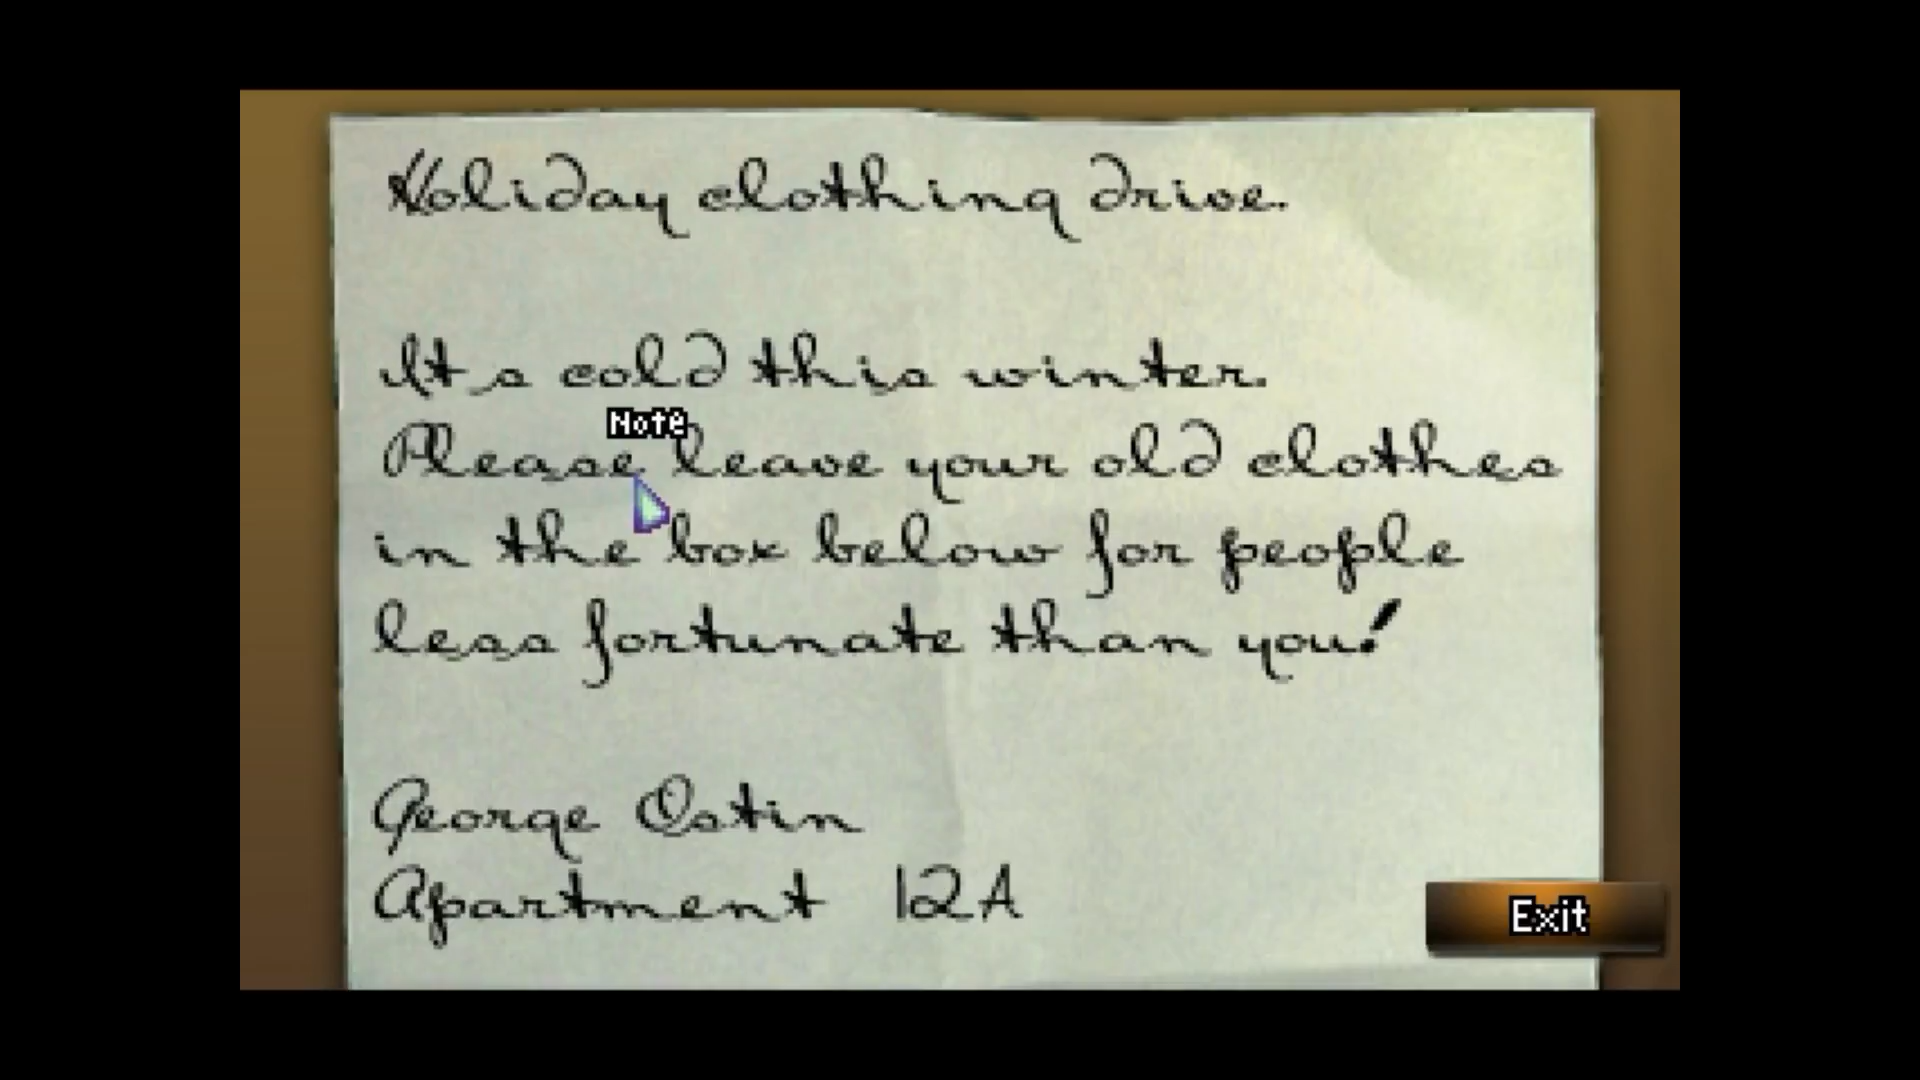 Holiday clothing drive.
It s cold this winter.
Note
Please leave your old clothes
in the box below for people
less fortunate than you!
George Ostin
Apartment 12A
Exit